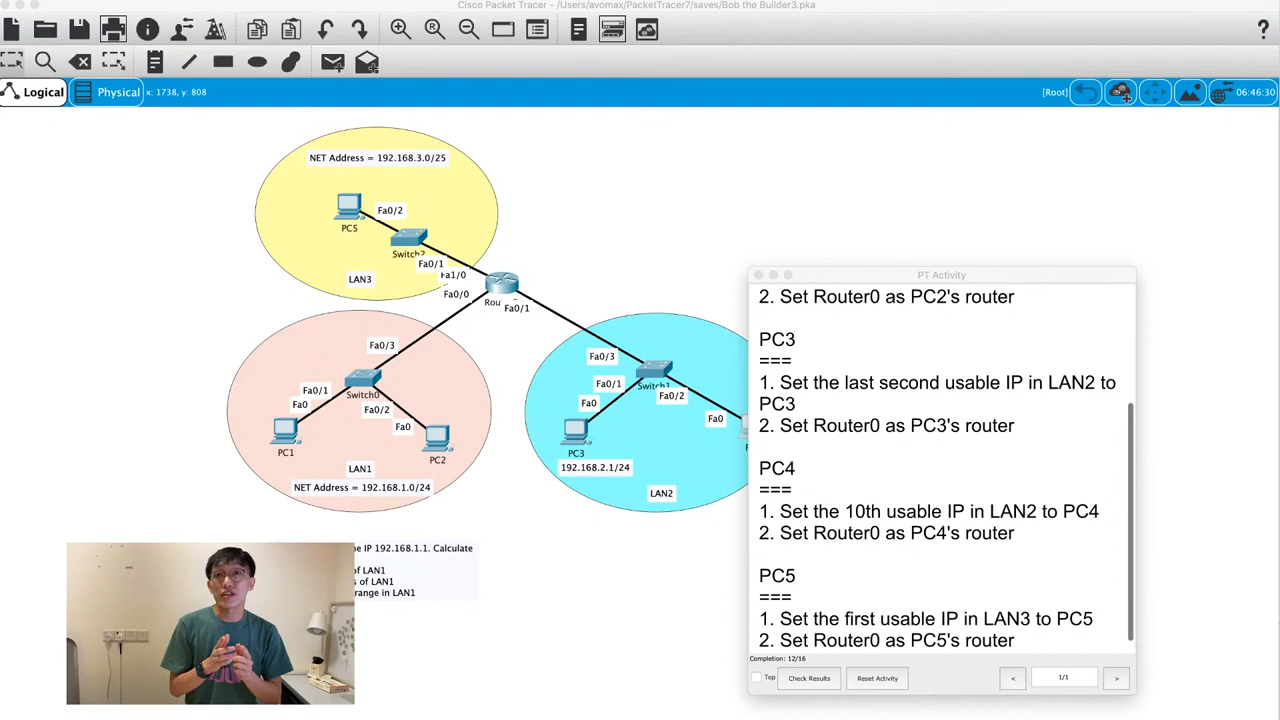 Cisco Packet Tracer - /Users/avomax/PacketTracer7/saves/Bob the Builder3.pka
Logical
Physical
x: 1738, y: 808
[Root]
06:46:30
NET Address = 192.168.3.0/25
PC5
Fa0/2
Switch2
LAN3
Fa0/1
Fa1/0
Fa0/0
Rou
Fa0/1
Fa0/3
Fa0/1
Fa0
Switch0
Fa0/2
Fa0
PC1
PC2
LAN1
NET Address = 192.168.1.0/24
Fa0/3
Fa0/1
Switch1
Fa0/2
Fa0
Fa0
PC3
192.168.2.1/24
LAN2
e IP 192.168.1.1. Calculate
of LAN1
s of LAN1
range in LAN1
PT Activity
2. Set Router0 as PC2's router
PC3
===
1. Set the last second usable IP in LAN2 to
PC3
2. Set Router0 as PC3's router
PC4
===
1. Set the 10th usable IP in LAN2 to PC4
2. Set Router0 as PC4's router
PC5
===
1. Set the first usable IP in LAN3 to PC5
2. Set Router0 as PC5's router
Completion: 12/16
Top
Check Results
Reset Activity
<
1/1
>